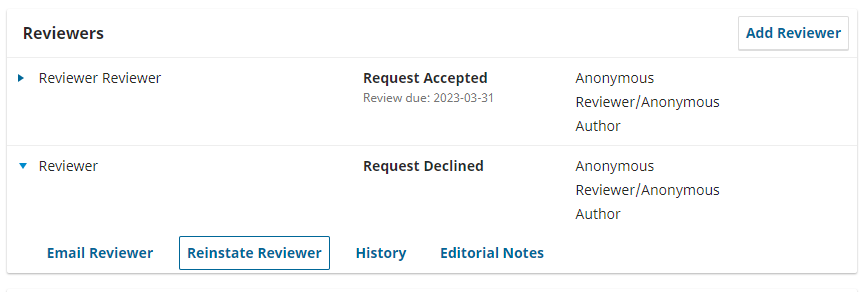 Reviewers
Add Reviewer
Reviewer Reviewer
Request Accepted
Anonymous
Review due: 2023-03-31
Reviewer/Anonymous
Author
Reviewer
Request Declined
Anonymous
Reviewer/Anonymous
Author
Email Reviewer
Reinstate Reviewer
History
Editorial Notes